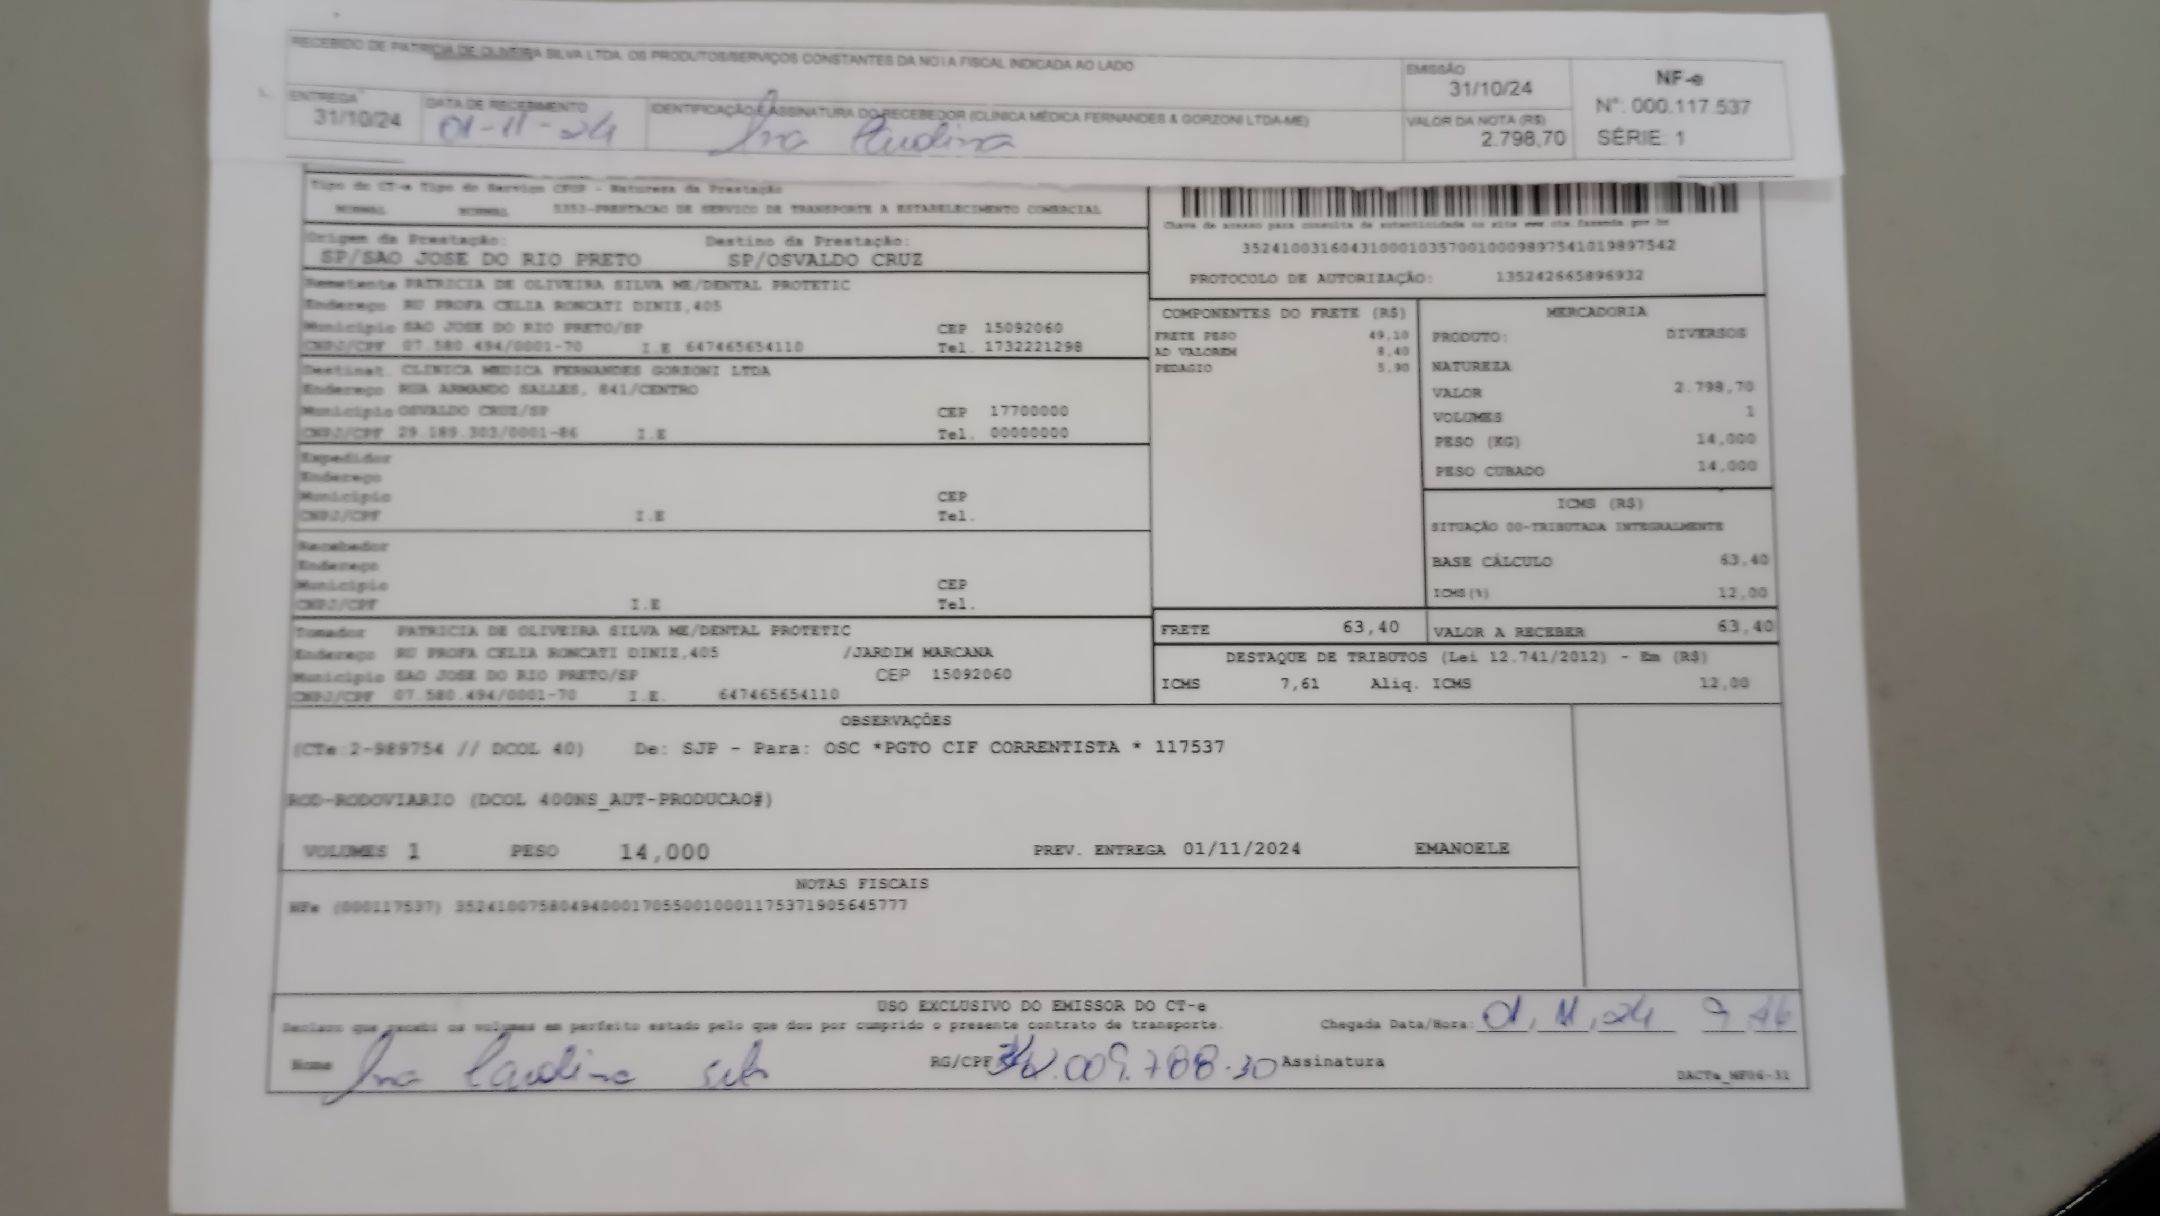 RECEBIDO DE PATRICIA DE OLIVEIRA SILVA LTDA. OS PRODUTOS/SERVIÇOS CONSTANTES DA NOTA FISCAL INDICADA AO LADO
EMISSÃO
31/10/24
NF-e
Nº: 000.117.537
SÉRIE: 1
ENTREGA
31/10/24
DATA DE RECEBIMENTO
01-11-24
IDENTIFICAÇÃO E ASSINATURA DO RECEBEDOR (CLINICA MÉDICA FERNANDES & GORZONI LTDA-ME)
VALOR DA NOTA (R$)
2.798,70
Tipo do CT-e Tipo do Serviço CFOP - Natureza da Prestação
NORMAL NORMAL 5353-PRESTACAO DE SERVICO DE TRANSPORTE A ESTABELECIMENTO COMERCIAL
Chave de acesso para consulta de autenticidade no site www.cte.fazenda.gov.br
35241003160431000103570010009897541019897542
PROTOCOLO DE AUTORIZAÇÃO: 135242665896932
Origem da Prestação: Destino da Prestação:
SP/SAO JOSE DO RIO PRETO SP/OSVALDO CRUZ
Remetente PATRICIA DE OLIVEIRA SILVA ME/DENTAL PROTETIC
Endereço RU PROFA CELIA RONCATI DINIZ,405
Município SAO JOSE DO RIO PRETO/SP CEP 15092060
CNPJ/CPF 07.580.494/0001-70 I.E 647465654110 Tel. 1732221298
Destinat. CLINICA MEDICA FERNANDES GORZONI LTDA
Endereço RUA ARMANDO SALLES, 841/CENTRO
Município OSVALDO CRUZ/SP CEP 17700000
CNPJ/CPF 29.189.303/0001-86 I.E Tel. 00000000
Expedidor
Endereço
Município CEP
CNPJ/CPF I.E Tel.
Recebedor
Endereço
Município CEP
CNPJ/CPF I.E Tel.
Tomador PATRICIA DE OLIVEIRA SILVA ME/DENTAL PROTETIC
Endereço RU PROFA CELIA RONCATI DINIZ,405 /JARDIM MARCANA
Município SAO JOSE DO RIO PRETO/SP CEP 15092060
CNPJ/CPF 07.580.494/0001-70 I.E. 647465654110
COMPONENTES DO FRETE (R$)
FRETE PESO 49,10
AD VALOREM 8,40
PEDAGIO 5,90
MERCADORIA
PRODUTO: DIVERSOS
NATUREZA
VALOR 2.798,70
VOLUMES 1
PESO (KG) 14,000
PESO CUBADO 14,000
ICMS (R$)
SITUAÇÃO 00-TRIBUTADA INTEGRALMENTE
BASE CÁLCULO 63,40
ICMS(%) 12,00
FRETE 63,40 VALOR A RECEBER 63,40
DESTAQUE DE TRIBUTOS (Lei 12.741/2012) - Em (R$)
ICMS 7,61 Aliq. ICMS 12,00
OBSERVAÇÕES
(CTe:2-989754 // DCOL 40) De: SJP - Para: OSC *PGTO CIF CORRENTISTA * 117537
ROD-RODOVIARIO (DCOL 400NS_AUT-PRODUCAO#)
VOLUMES 1 PESO 14,000 PREV. ENTREGA 01/11/2024 EMANOELE
NOTAS FISCAIS
NFe (000117537) 35241007580494000170550010001175371905645777
USO EXCLUSIVO DO EMISSOR DO CT-e
Declaro que recebi os volumes em perfeito estado pelo que dou por cumprido o presente contrato de transporte. Chegada Data/Hora: 01, 11, 24
Nome RG/CPF Assinatura
DACTe_MF06-31